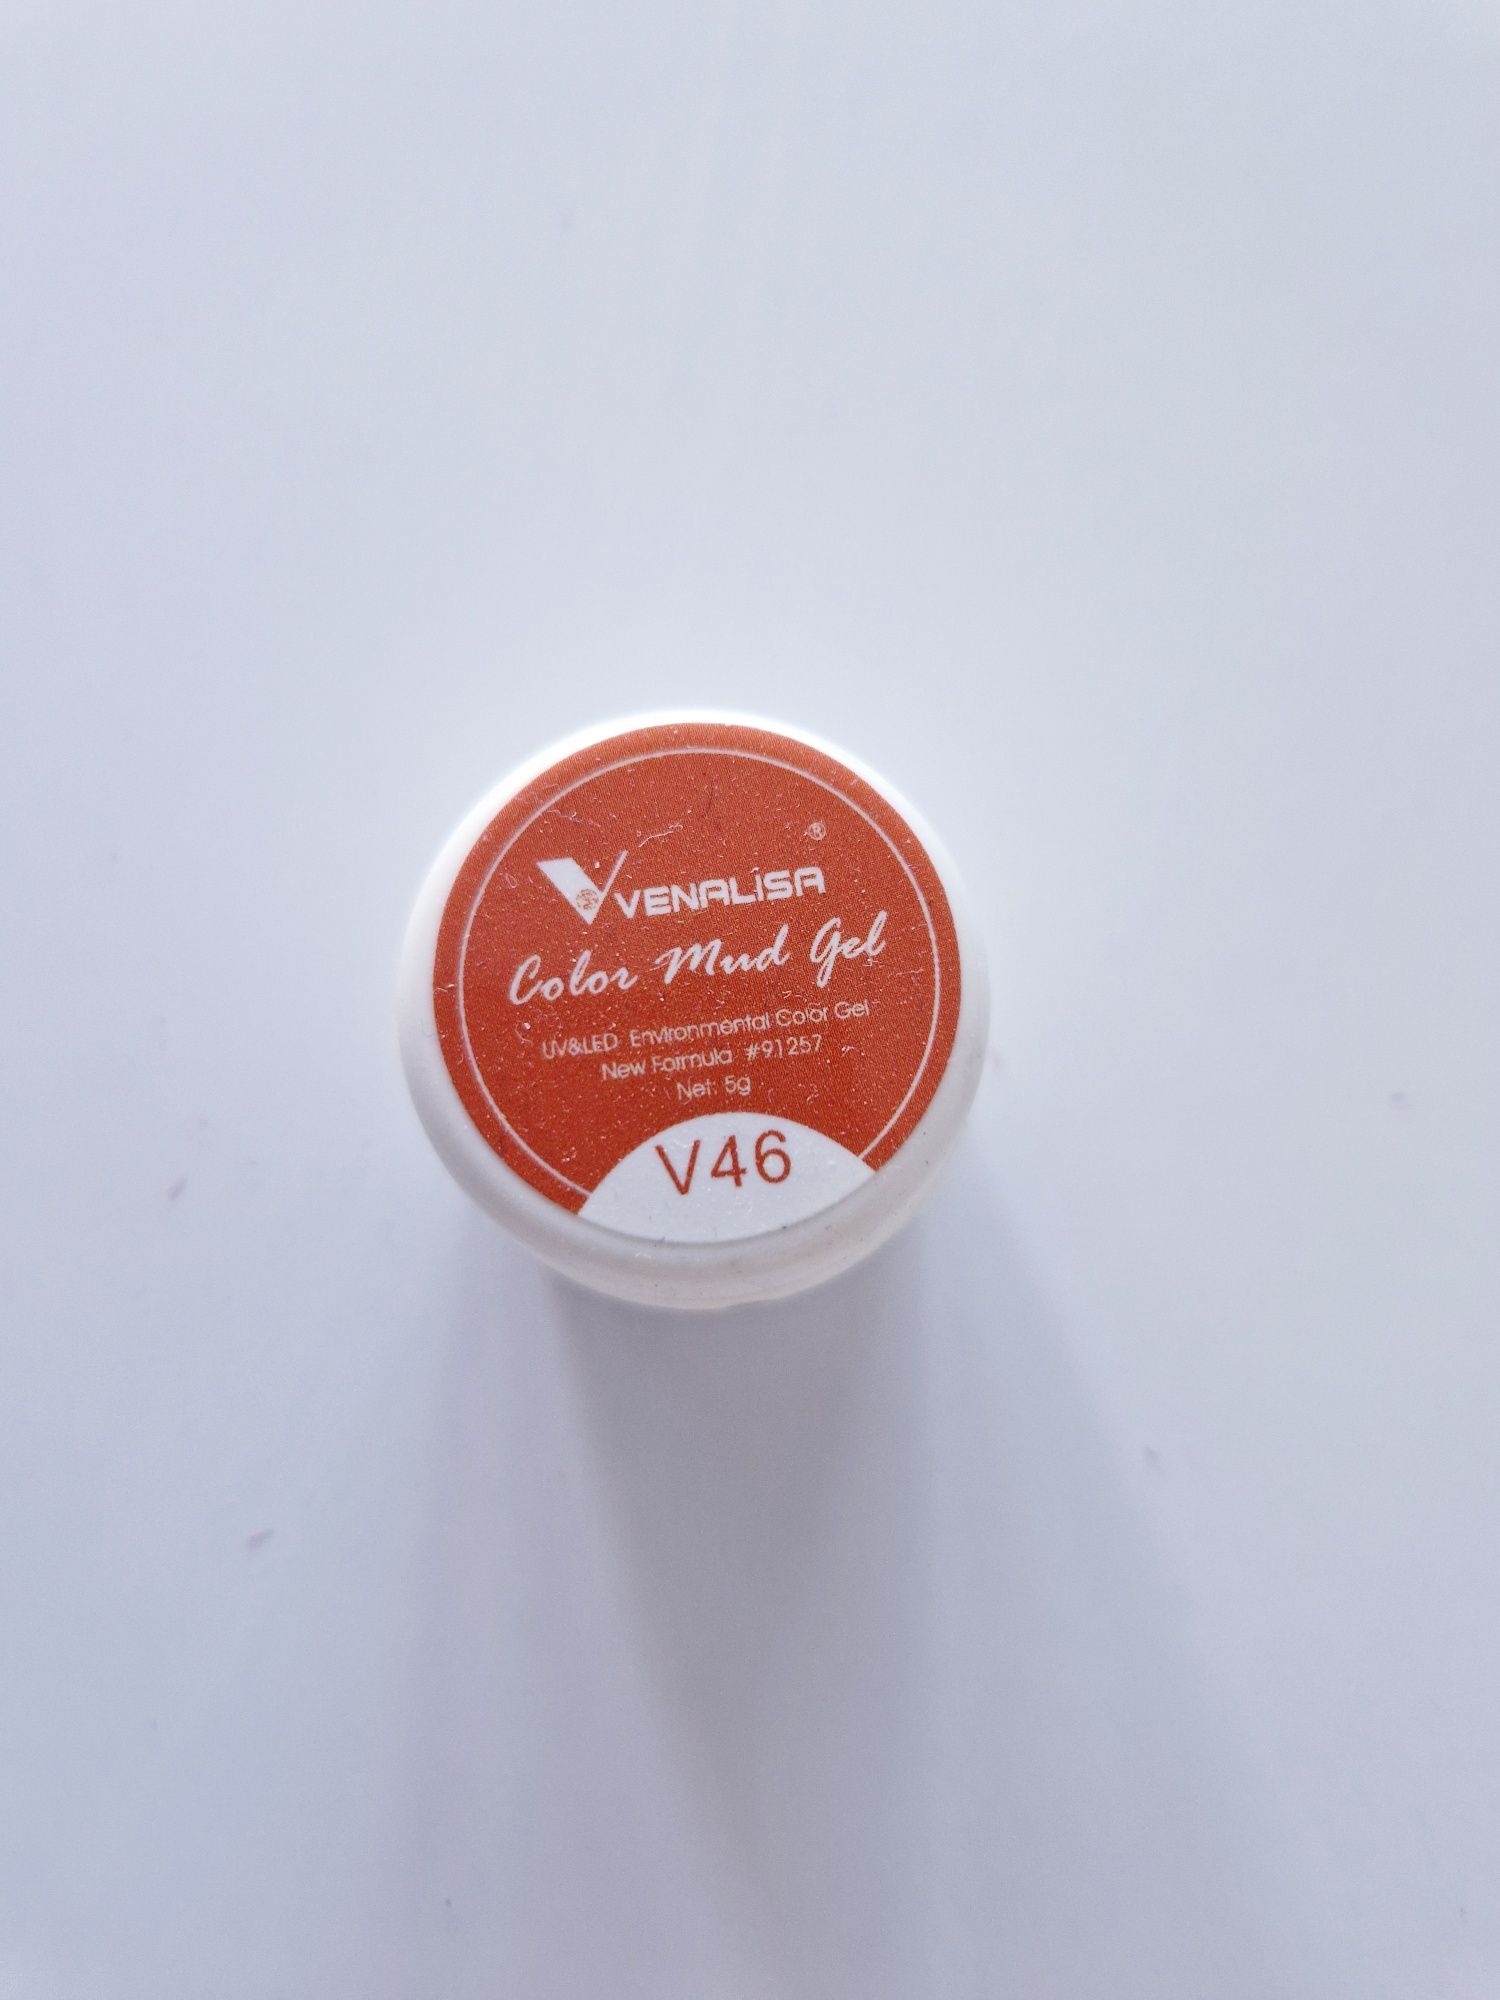 ®
VENALISA
Color Mud Gel
UV&LED Environmental Color Gel
New Formula #91257
Net: 5g
V46